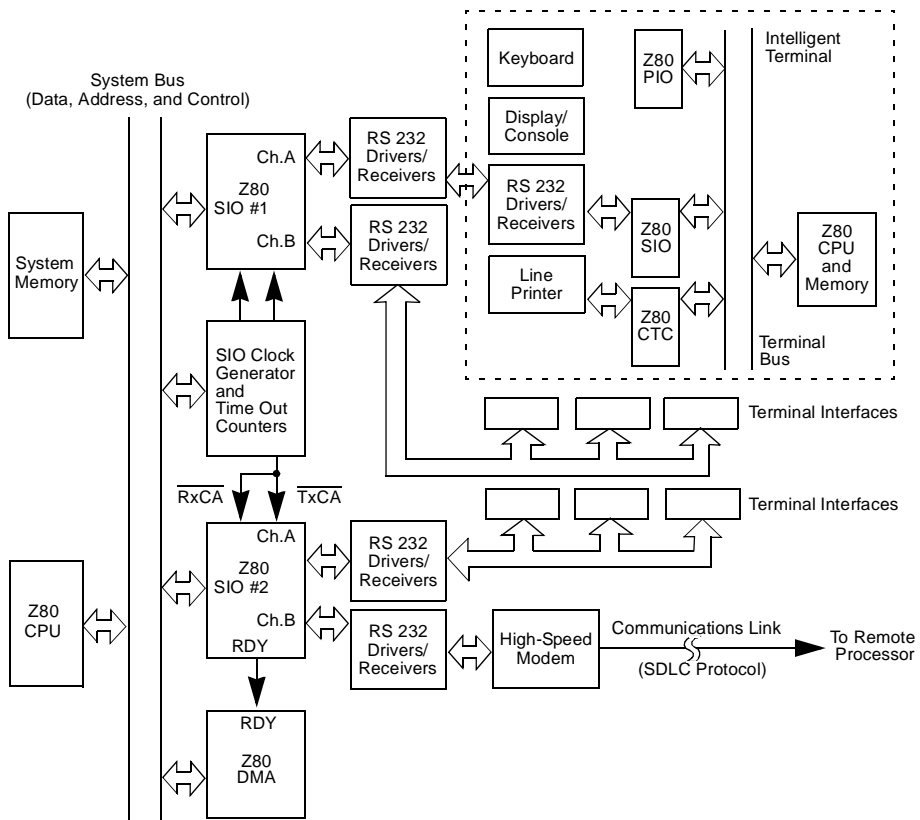 System Bus
(Data, Address, and Control)
System
Memory
Z80
CPU
Ch.A
Z80
SIO #1
Ch.B
RS 232
Drivers/
Receivers
RS 232
Drivers/
Receivers
SIO Clock
Generator
and
Time Out
Counters
RxCA
TxCA
Ch.A
Z80
SIO #2
Ch.B
RDY
RDY
Z80
DMA
RS 232
Drivers/
Receivers
RS 232
Drivers/
Receivers
High-Speed
Modem
Communications Link
(SDLC Protocol)
To Remote
Processor
Keyboard
Display/
Console
RS 232
Drivers/
Receivers
Line
Printer
Z80
PIO
Z80
SIO
Z80
CTC
Intelligent
Terminal
Z80
CPU
and
Memory
Terminal
Bus
Terminal Interfaces
Terminal Interfaces